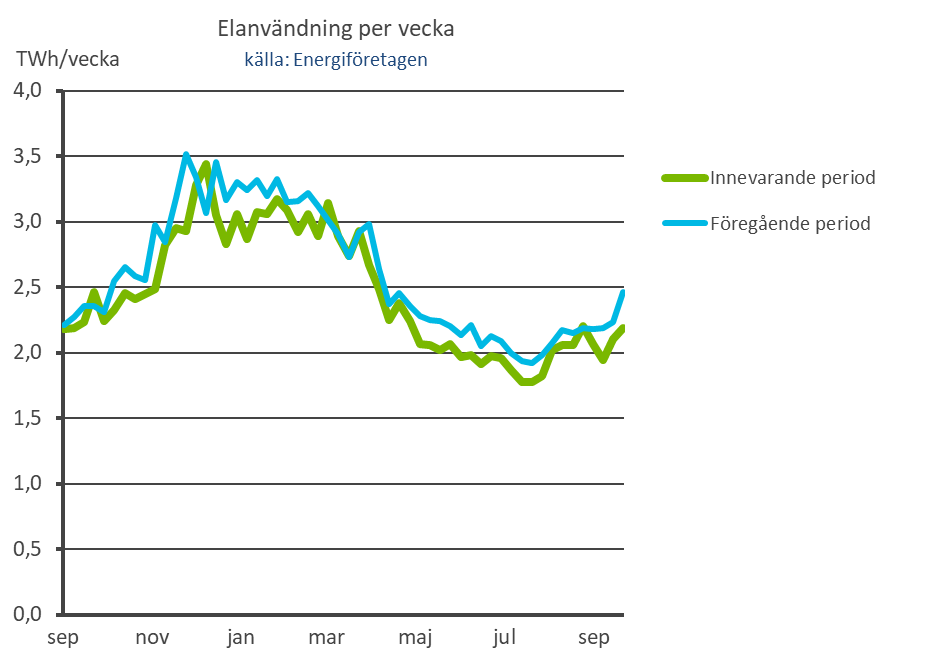 Elanvändning per vecka
källa: Energiföretagen
TWh/vecka
4,0
3,5
3,0
2,5
2,0
1,5
1,0
0,5
0,0
sep nov jan mar maj jul sep
Innevarande period
Föregående period